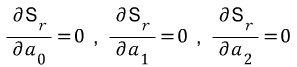 ∂S_r/∂a_0 = 0 , ∂S_r/∂a_1 = 0 , ∂S_r/∂a_2 = 0